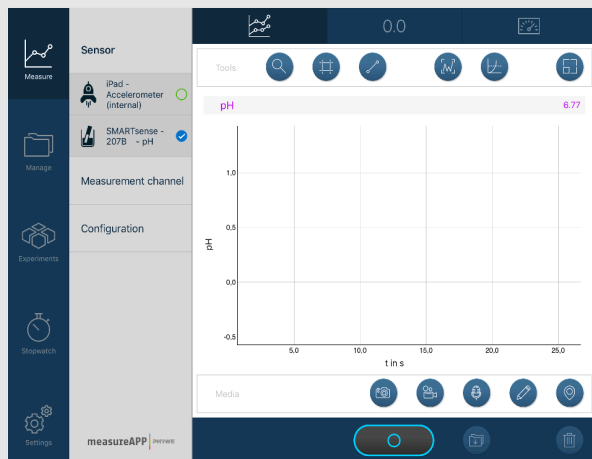 0.0
Measure
Sensor
iPad -
Accelerometer
(internal)
SMARTsense -
207B - pH
Measurement channel
Configuration
Manage
Experiments
Stopwatch
Settings
measureAPP PHYWE
Tools
pH
6.77
pH
1,0
0,5
0,0
-0,5
5,0
10,0
15,0
20,0
25,0
t in s
Media